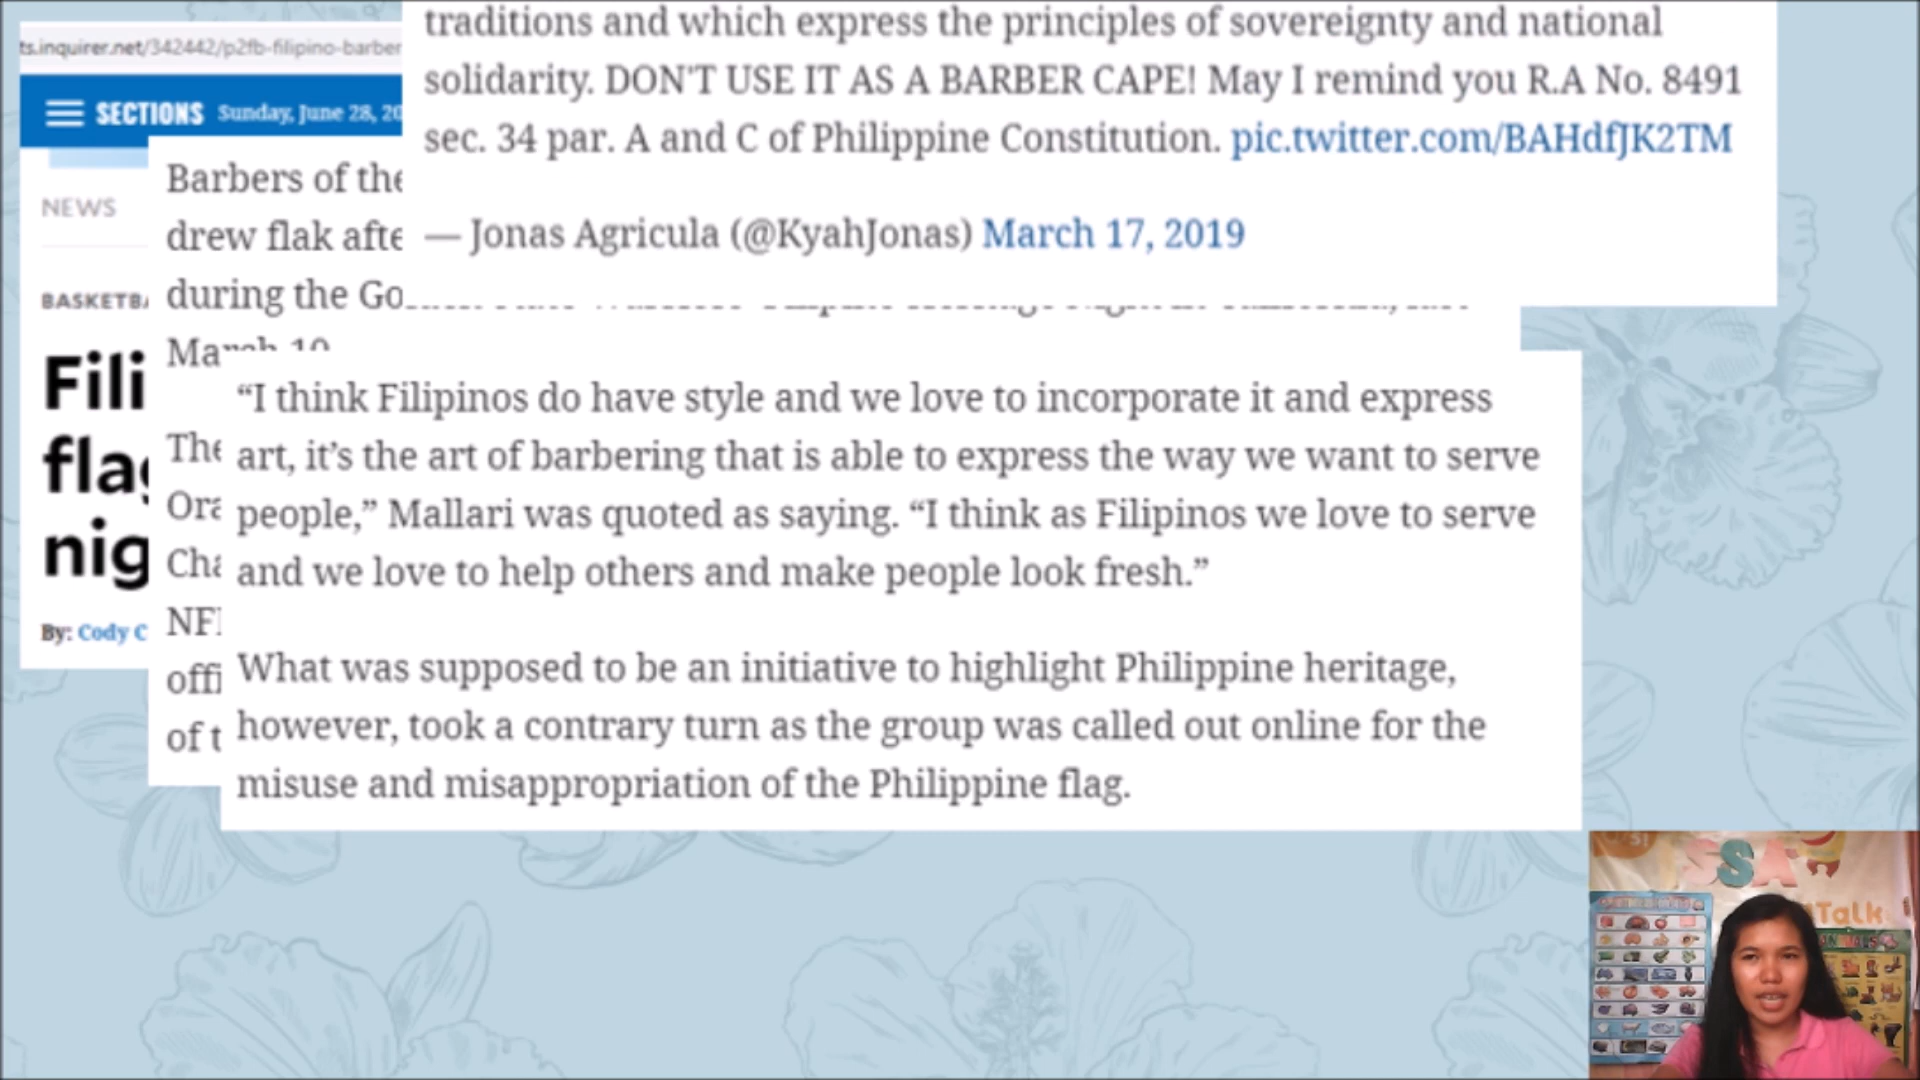 ts.inquirer.net/342442/p2fb-filipino-barber
SECTIONS Sunday, June 28, 20
NEWS
BASKETBA
Fili
flag
nig
By: Cody C
Barbers of the
drew flak afte
during the Go
March 10
The
Ora
Cha
NF
offi
of t
traditions and which express the principles of sovereignty and national
solidarity. DON'T USE IT AS A BARBER CAPE! May I remind you R.A No. 8491
sec. 34 par. A and C of Philippine Constitution. pic.twitter.com/BAHdfJK2TM
— Jonas Agricula (@KyahJonas) March 17, 2019
“I think Filipinos do have style and we love to incorporate it and express
art, it’s the art of barbering that is able to express the way we want to serve
people,” Mallari was quoted as saying. “I think as Filipinos we love to serve
and we love to help others and make people look fresh.”
What was supposed to be an initiative to highlight Philippine heritage,
however, took a contrary turn as the group was called out online for the
misuse and misappropriation of the Philippine flag.
SSA
Talk